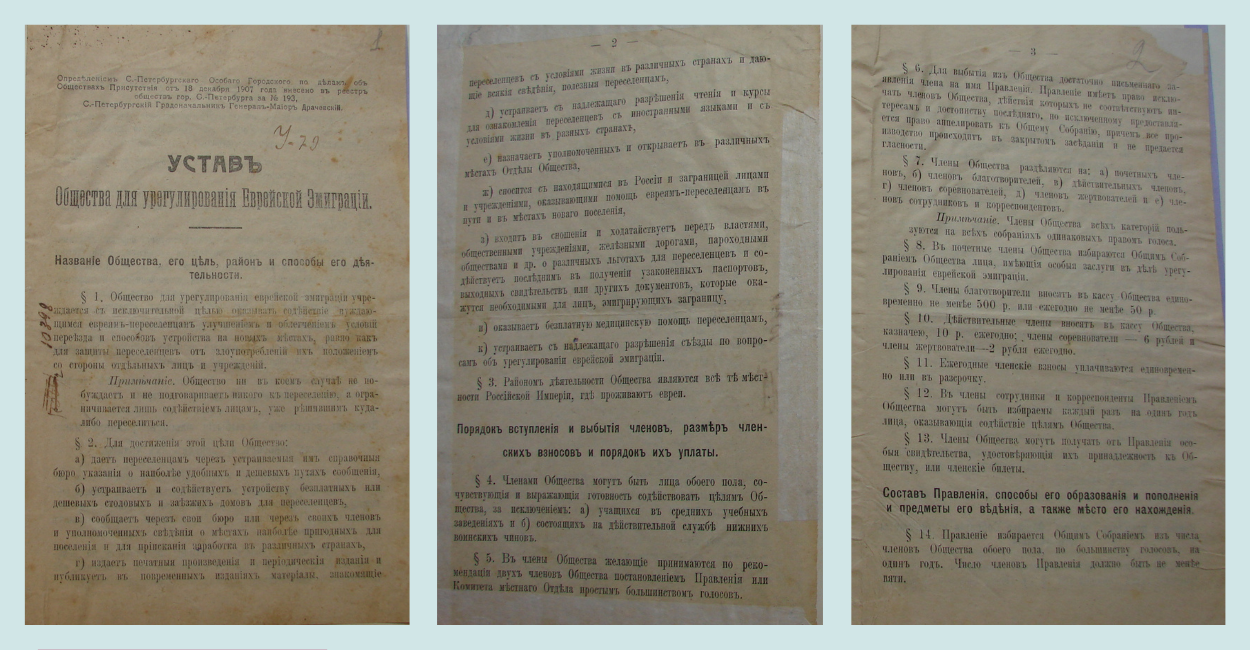 1
Опредѣленіемъ С.-Петербургскаго Особаго Городского по дѣламъ объ
Обществахъ Присутствія отъ 18 декабря 1907 года внесено въ реестръ
обществъ гор. С.-Петербурга за № 193,
С.-Петербургскій Градоначальникъ Генералъ-Маіоръ Драчевскій.
У-79
УСТАВЪ
Общества для урегулированія Еврейской Эмиграціи.
Названіе Общества, его цѣль, районъ и способы его дѣя-
тельности.
§ 1. Общество для урегулированія еврейской эмиграціи учре-
ждается съ исключительной цѣлью оказывать содѣйствіе нуждаю-
щимся евреямъ-переселенцамъ улучшеніемъ и облегченіемъ условій
переѣзда и способовъ устройства на новыхъ мѣстахъ, равно какъ
для защиты переселенцевъ отъ злоупотребленій ихъ положеніемъ
со стороны отдѣльныхъ лицъ и учрежденій.
Примѣчаніе. Общество ни въ коемъ случаѣ не по-
буждаетъ и не подговариваетъ никого къ переселенію, а огра-
ничивается лишь содѣйствіемъ лицамъ, уже рѣшившимъ куда-
либо переселиться.
§ 2. Для достиженія этой цѣли Общество:
а) даетъ переселенцамъ черезъ устраиваемыя имъ справочныя
бюро указанія о наиболѣе удобныхъ и дешевыхъ путяхъ сообщенія,
б) устраиваетъ и содѣйствуетъ устройству безплатныхъ или
дешевыхъ столовыхъ и заѣзжихъ домовъ для переселенцевъ,
в) сообщаетъ черезъ свои бюро или черезъ своихъ членовъ
и уполномоченныхъ свѣдѣнія о мѣстахъ наиболѣе пригодныхъ для
поселенія и для пріисканія заработка въ различныхъ странахъ,
г) издаетъ печатныя произведенія и періодическія изданія и
публикуетъ въ повременныхъ изданіяхъ матеріалы, знакомящіе
— 2 —
переселенцевъ съ условіями жизни въ различныхъ странахъ и даю-
щіе всякія свѣдѣнія, полезныя переселенцамъ,
д) устраиваетъ съ надлежащаго разрѣшенія чтенія и курсы
для ознакомленія переселенцевъ съ иностранными языками и съ
условіями жизни въ разныхъ странахъ,
е) назначаетъ уполномоченныхъ и открываетъ въ различныхъ
мѣстахъ Отдѣлы Общества,
ж) сносится съ находящимися въ Россіи и заграницей лицами
и учрежденіями, оказывающими помощь евреямъ-переселенцамъ въ
пути и въ мѣстахъ новаго поселенія,
з) входитъ въ сношенія и ходатайствуетъ передъ властями,
общественными учрежденіями, желѣзными дорогами, пароходными
обществами и др. о различныхъ льготахъ для переселенцевъ и со-
дѣйствуетъ послѣднимъ въ полученіи узаконенныхъ паспортовъ,
выходныхъ свидѣтельствъ или другихъ документовъ, которые ока-
жутся необходимыми для лицъ, эмигрирующихъ заграницу,
и) оказываетъ безплатную медицинскую помощь переселенцамъ,
к) устраиваетъ съ надлежащаго разрѣшенія съѣзды по вопро-
самъ объ урегулированіи еврейской эмиграціи.
§ 3. Райономъ дѣятельности Общества являются всѣ тѣ мѣст-
ности Россійской Имперіи, гдѣ проживаютъ евреи.
Порядокъ вступленія и выбытія членовъ, размѣръ член-
скихъ взносовъ и порядокъ ихъ уплаты.
§ 4. Членами Общества могутъ быть лица обоего пола, со-
чувствующія и выражающія готовность содѣйствовать цѣлямъ Об-
щества, за исключеніемъ: а) учащихся въ среднихъ учебныхъ
заведеніяхъ и б) состоящихъ на дѣйствительной службѣ нижнихъ
воинскихъ чиновъ.
§ 5. Въ члены Общества желающіе принимаются по реко-
мендаціи двухъ членовъ Общества постановленіемъ Правленія или
Комитета мѣстнаго Отдѣла простымъ большинствомъ голосовъ.
— 3 —
2
§ 6. Для выбытія изъ Общества достаточно письменнаго за-
явленія члена на имя Правленія. Правленіе имѣетъ право исклю-
чать членовъ Общества, дѣйствія которыхъ не соотвѣтствуютъ ин-
тересамъ и достоинству послѣдняго, но исключенному предоставля-
ется право апеллировать къ Общему Собранію, причемъ все про-
изводство происходитъ въ закрытомъ засѣданіи и не предается
гласности.
§ 7. Члены Общества раздѣляются на: а) почетныхъ чле-
новъ, б) членовъ благотворителей, в) дѣйствительныхъ членовъ,
г) членовъ соревнователей, д) членовъ жертвователей и е) чле-
новъ сотрудниковъ и корреспондентовъ.
Примѣчаніе. Члены Общества всѣхъ категорій поль-
зуются на всѣхъ собраніяхъ одинаковыхъ правомъ голоса.
§ 8. Въ почетные члены Общества избираются Общимъ Соб-
раніемъ Общества лица, имѣющія особыя заслуги въ дѣлѣ урегу-
лированія еврейской эмиграціи.
§ 9. Члены благотворители вносятъ въ кассу Общества едино-
временно не менѣе 500 р. или ежегодно не менѣе 50 р.
§ 10. Дѣйствительные члены вносятъ въ кассу Общества,
казначею, 10 р. ежегодно; члены соревнователи — 6 рублей и
члены жертвователи —2 рубля ежегодно.
§ 11. Ежегодные членскіе взносы уплачиваются единовремен-
но или въ разсрочку.
§ 12. Въ члены сотрудники и корреспонденты Правленіемъ
Общества могутъ быть избираемы каждый разъ на одинъ годъ
лица, оказывающія содѣйствіе цѣлямъ Общества.
§ 13. Члены Общества могутъ получать отъ Правленія осо-
быя свидѣтельства, удостовѣряющія ихъ принадлежность къ Об-
ществу, или членскіе билеты.
Составъ Правленія, способы его образованія и пополненія
и предметы его вѣдѣнія, а также мѣсто его нахожденія.
§ 14. Правленіе избирается Общимъ Собраніемъ изъ числа
членовъ Общества обоего пола, по большинству голосовъ, на
одинъ годъ. Число членовъ Правленія должно быть не менѣе
пяти.